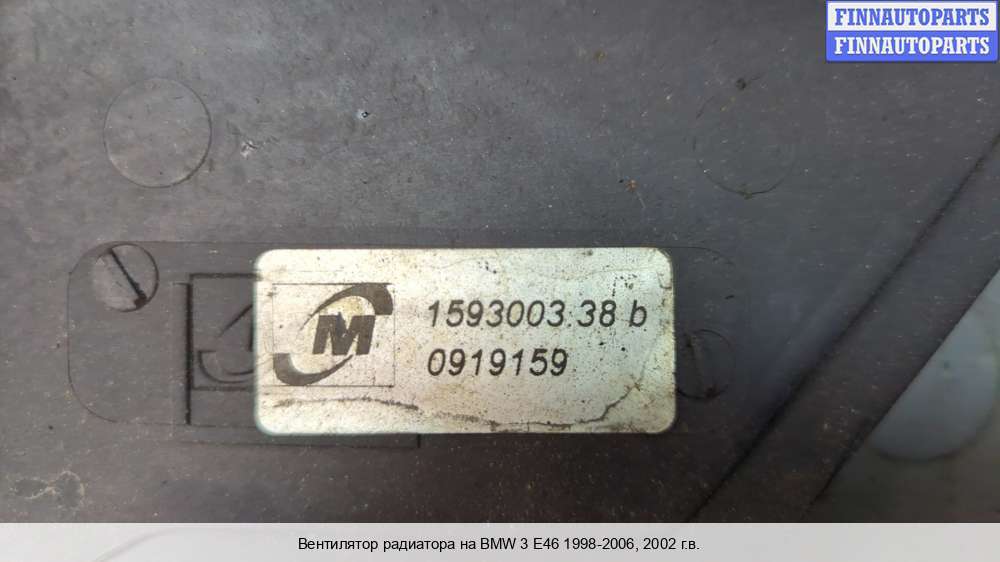 FINNAUTOPARTS
FINNAUTOPARTS
M
1593003.38 b
0919159
Вентилятор радиатора на BMW 3 E46 1998-2006, 2002 г.в.